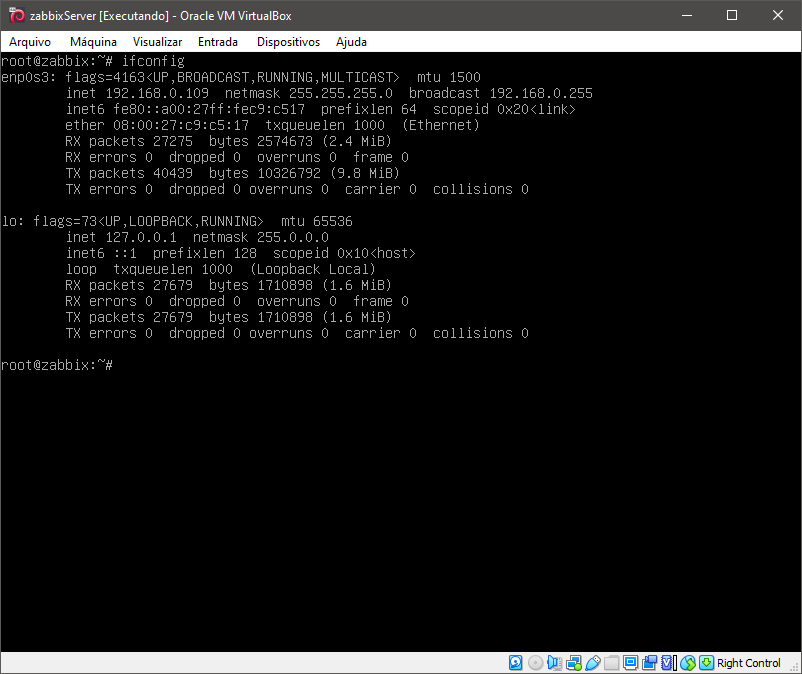 zabbixServer [Executando] - Oracle VM VirtualBox
Arquivo Máquina Visualizar Entrada Dispositivos Ajuda
root@zabbix:~# ifconfig
enp0s3: flags=4163<UP,BROADCAST,RUNNING,MULTICAST>  mtu 1500
        inet 192.168.0.109  netmask 255.255.255.0  broadcast 192.168.0.255
        inet6 fe80::a00:27ff:fec9:c517  prefixlen 64  scopeid 0x20<link>
        ether 08:00:27:c9:c5:17  txqueuelen 1000  (Ethernet)
        RX packets 27275  bytes 2574673 (2.4 MiB)
        RX errors 0  dropped 0  overruns 0  frame 0
        TX packets 40439  bytes 10326792 (9.8 MiB)
        TX errors 0  dropped 0 overruns 0  carrier 0  collisions 0
lo: flags=73<UP,LOOPBACK,RUNNING>  mtu 65536
        inet 127.0.0.1  netmask 255.0.0.0
        inet6 ::1  prefixlen 128  scopeid 0x10<host>
        loop  txqueuelen 1000  (Loopback Local)
        RX packets 27679  bytes 1710898 (1.6 MiB)
        RX errors 0  dropped 0  overruns 0  frame 0
        TX packets 27679  bytes 1710898 (1.6 MiB)
        TX errors 0  dropped 0 overruns 0  carrier 0  collisions 0
root@zabbix:~#
Right Control